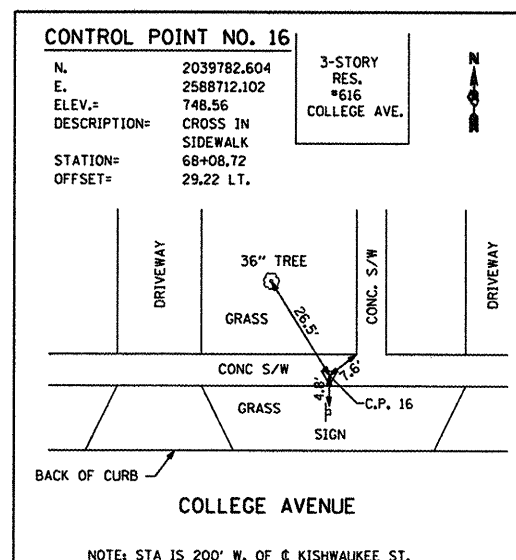 CONTROL POINT NO. 16
N. 2039782.604
E. 2588712.102
ELEV.= 748.56
DESCRIPTION= CROSS IN
SIDEWALK
STATION= 68+08.72
OFFSET= 29.22 LT.
3-STORY
RES.
#616
COLLEGE AVE.
N
DRIVEWAY
36" TREE
GRASS
26.5'
CONC. S/W
DRIVEWAY
CONC S/W
7.6'
4.8'
C.P. 16
GRASS
SIGN
BACK OF CURB
COLLEGE AVENUE
NOTE: STA IS 200' W. OF ℄ KISHWAUKEE ST.